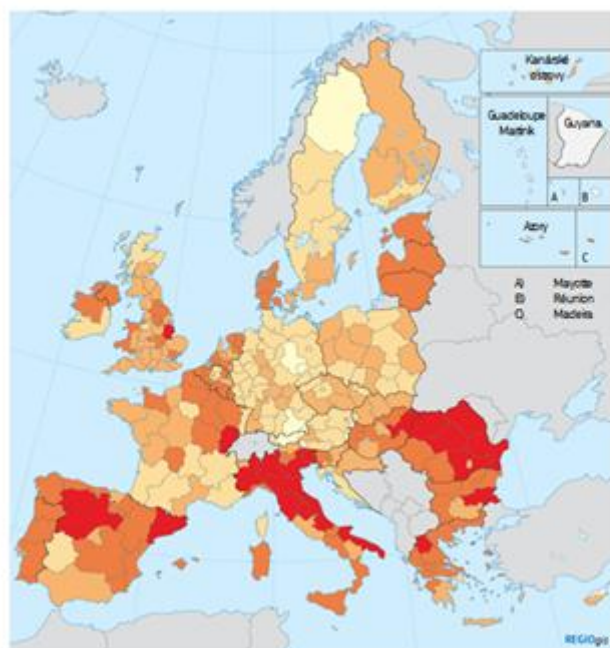 Kanárské
ostrovy
Guadeloupe
Martinik
Guyana
A
B
Azory
C
A) Mayotte
B) Réunion
C) Madeira
REGIOgis